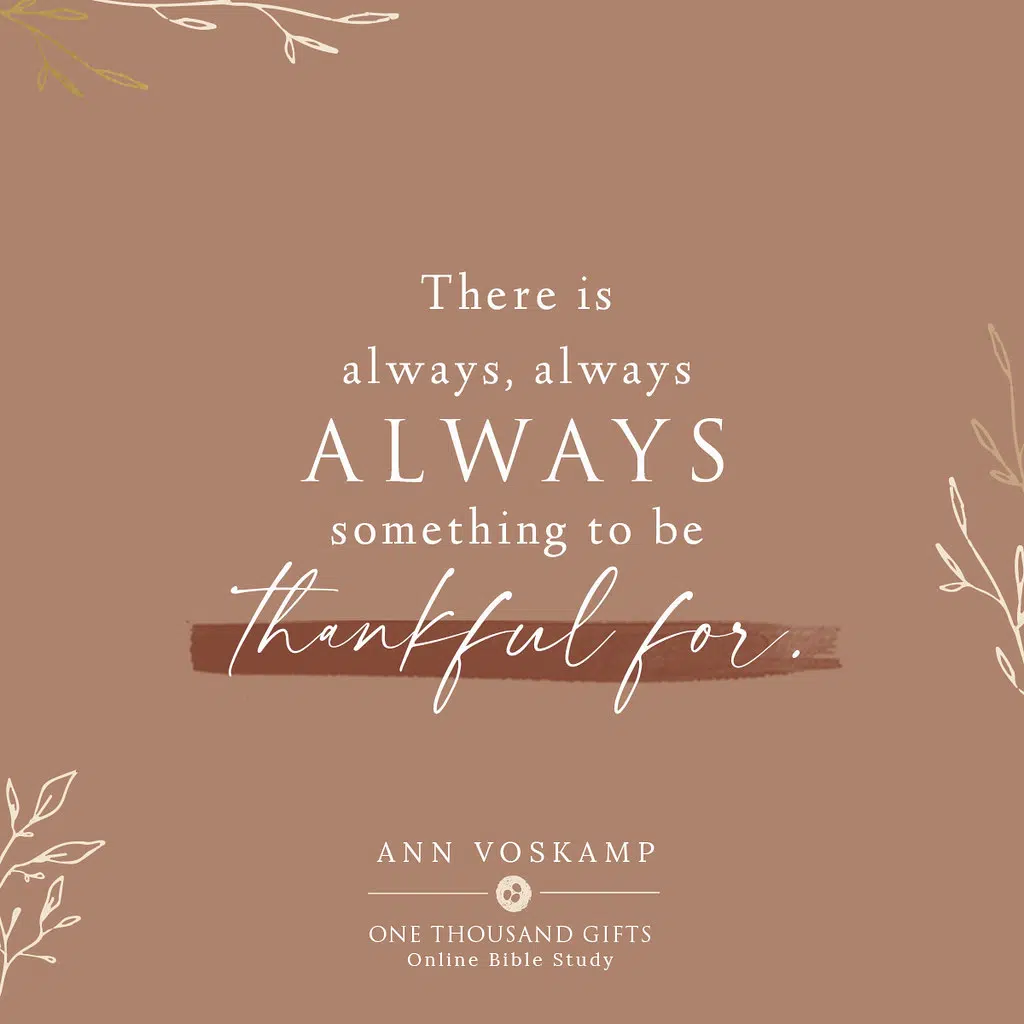 There is
always, always
ALWAYS
something to be
thankful for.
ANN VOSKAMP
ONE THOUSAND GIFTS
Online Bible Study